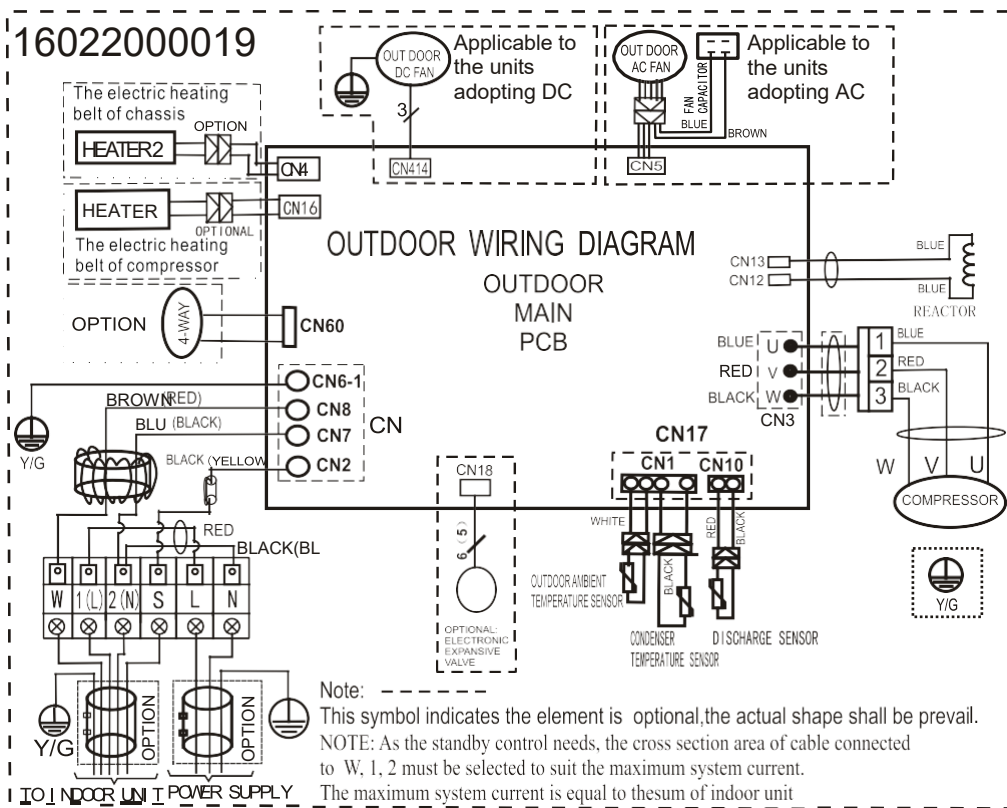 16022000019
OUT DOOR
DC FAN
Applicable to
the units
adopting DC
3
CN414
OUT DOOR
AC FAN
FAN
CAPACITOR
BLUE
BROWN
Applicable to
the units
adopting AC
CN5
The electric heating
belt of chassis
OPTION
HEATER2
CN4
HEATER
CN16
OPTIONAL
The electric heating
belt of compressor
OPTION
4-WAY
CN60
OUTDOOR WIRING DIAGRAM
OUTDOOR
MAIN
PCB
CN13
CN12
BLUE
BLUE
REACTOR
BLUE U
RED V
BLACK W
CN3
1 BLUE
2 RED
3 BLACK
W V U
COMPRESSOR
Y/G
CN6-1
CN8
CN7
CN2
CN
Y/G
BROWN(RED)
BLU (BLACK)
BLACK (YELLOW
RED
BLACK(BL
W 1(L) 2(N) S L N
CN18
6 (5)
OPTIONAL:
ELECTRONIC
EXPANSIVE
VALVE
CN17
CN1 CN10
WHITE
BLACK
RED
BLACK
OUTDOOR AMBIENT
TEMPERATURE SENSOR
CONDENSER
TEMPERATURE SENSOR
DISCHARGE SENSOR
Y/G
OPTION
OPTION
TO INDOOR UNIT POWER SUPPLY
Note: – – – – – –
This symbol indicates the element is optional,the actual shape shall be prevail.
NOTE: As the standby control needs, the cross section area of cable connected
to W, 1, 2 must be selected to suit the maximum system current.
The maximum system current is equal to thesum of indoor unit